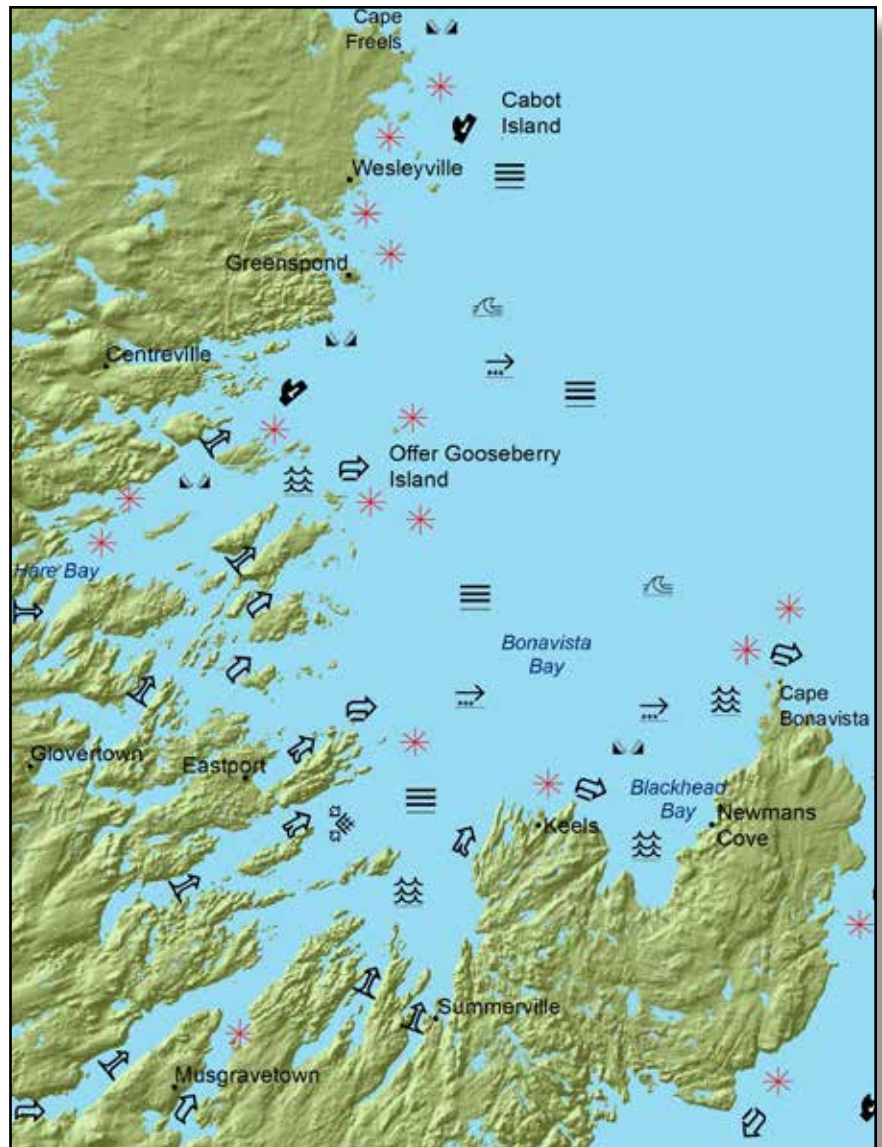 Cape
Freels
Cabot
Island
Wesleyville
Greenspond
Centreville
Offer Gooseberry
Island
Hare Bay
Bonavista
Bay
Cape
Bonavista
Glovertown
Eastport
Blackhead
Bay
Keels
Newmans
Cove
Summerville
Musgravetown